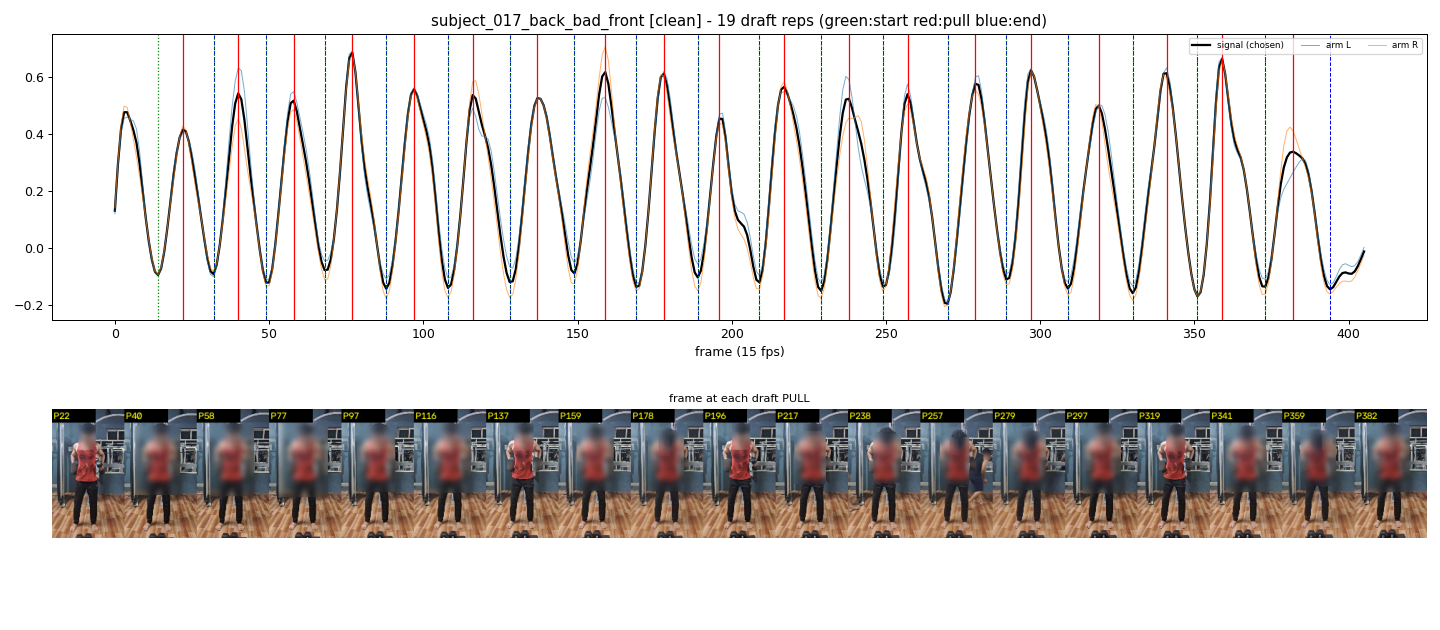 subject_017_back_bad_front [clean] - 19 draft reps (green:start red:pull blue:end)
signal (chosen) arm L arm R
0.6
0.4
0.2
0.0
−0.2
0 50 100 150 200 250 300 350 400
frame (15 fps)
frame at each draft PULL
P22 P40 P58 P77 P97 P116 P137 P159 P178 P196 P217 P238 P257 P279 P297 P319 P341 P359 P382